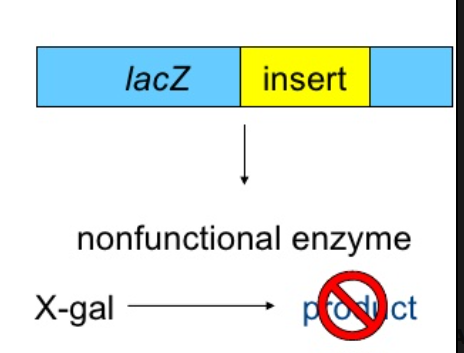 lacZ insert
nonfunctional enzyme
X-gal product